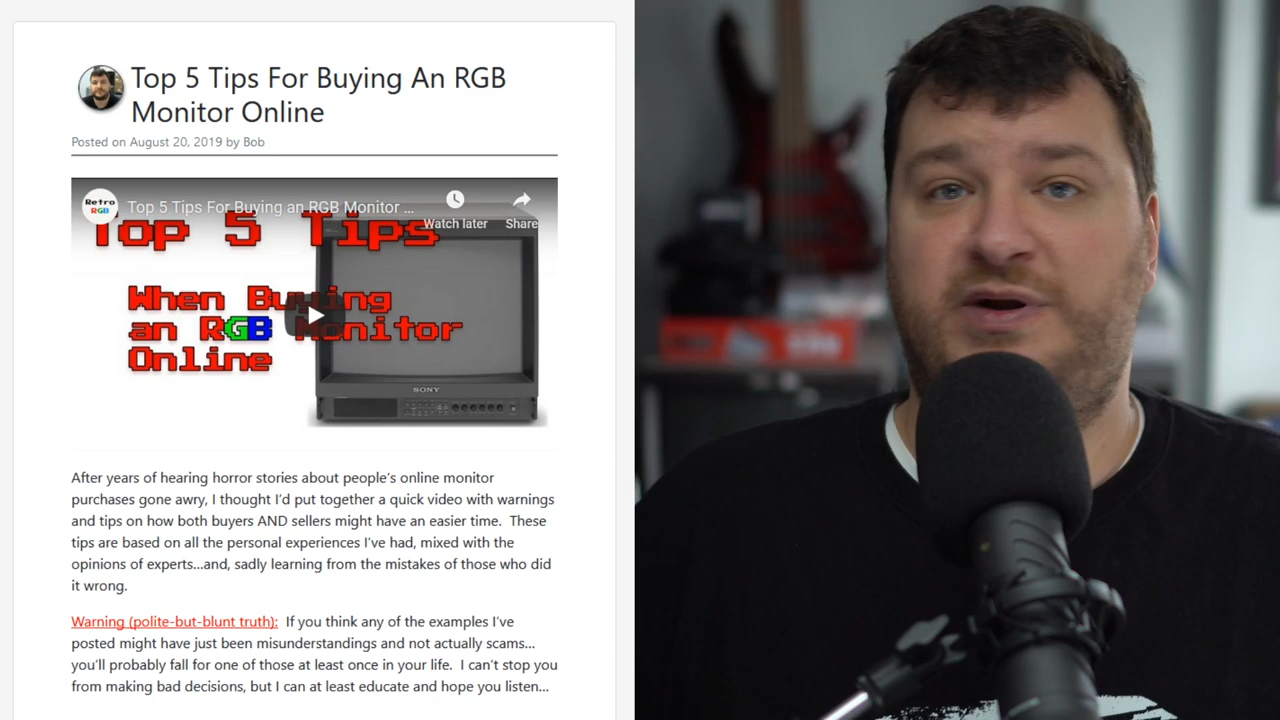 Top 5 Tips For Buying An RGB
Monitor Online
Posted on August 20, 2019 by Bob
Retro
RGB
Top 5 Tips For Buying an RGB Monitor ...
Watch later
Share
Top 5 Tips
When Buying
an RGB Monitor
Online
SONY
After years of hearing horror stories about people’s online monitor
purchases gone awry, I thought I’d put together a quick video with warnings
and tips on how both buyers AND sellers might have an easier time.  These
tips are based on all the personal experiences I’ve had, mixed with the
opinions of experts…and, sadly learning from the mistakes of those who did
it wrong.
Warning (polite-but-blunt truth):  If you think any of the examples I’ve
posted might have just been misunderstandings and not actually scams…
you’ll probably fall for one of those at least once in your life.  I can’t stop you
from making bad decisions, but I can at least educate and hope you listen…